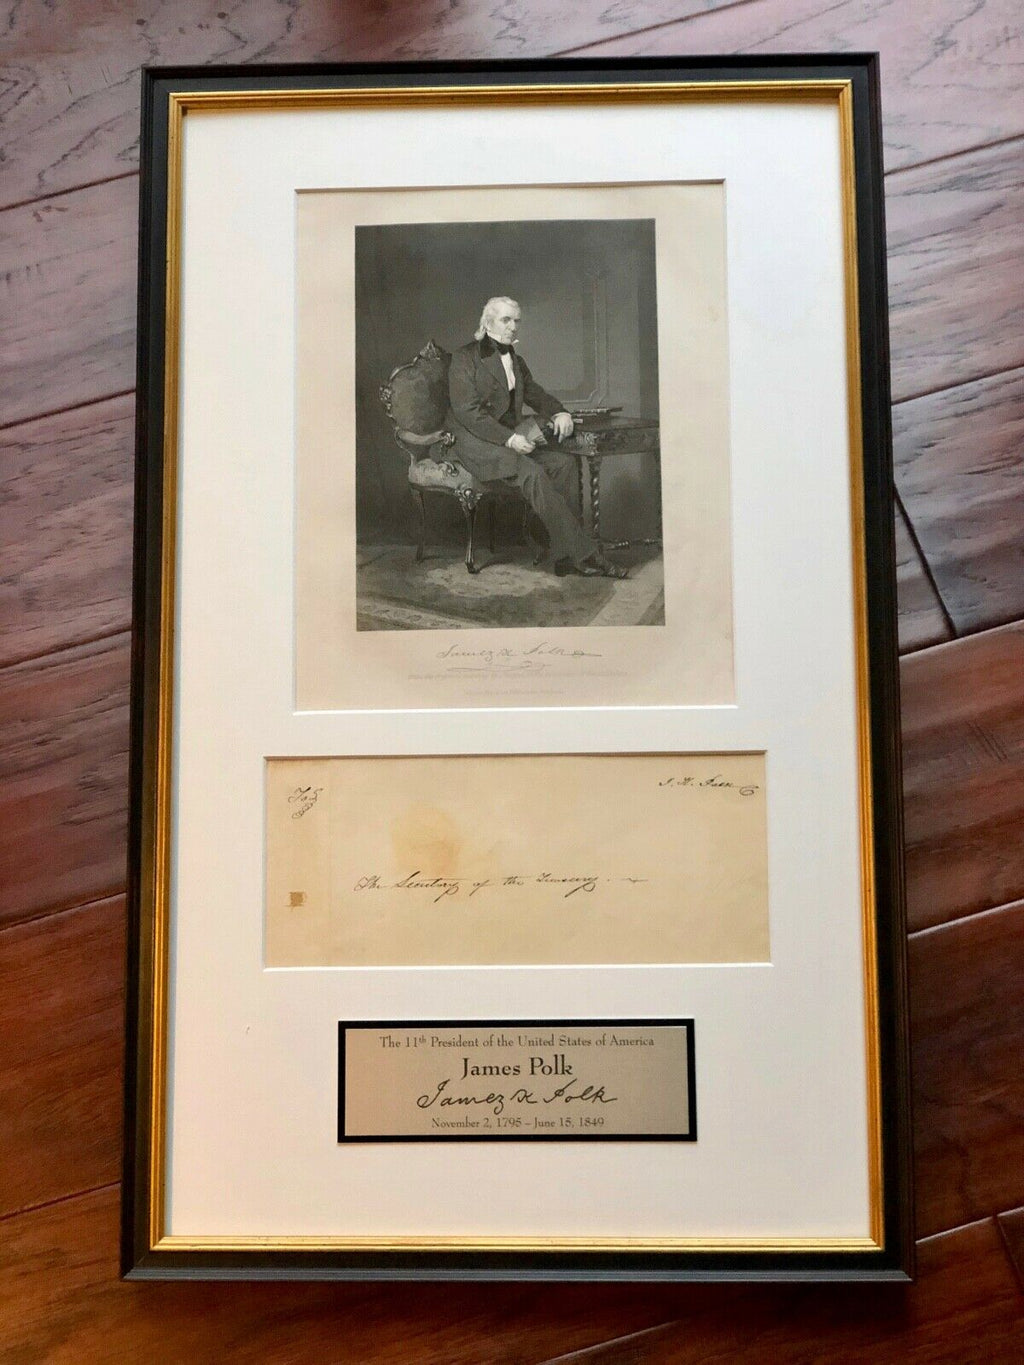 James K Polk
To
J. K. Polk
The Secretary of the Treasury.
The 11th President of the United States of America
James Polk
James K Polk
November 2, 1795 – June 15, 1849